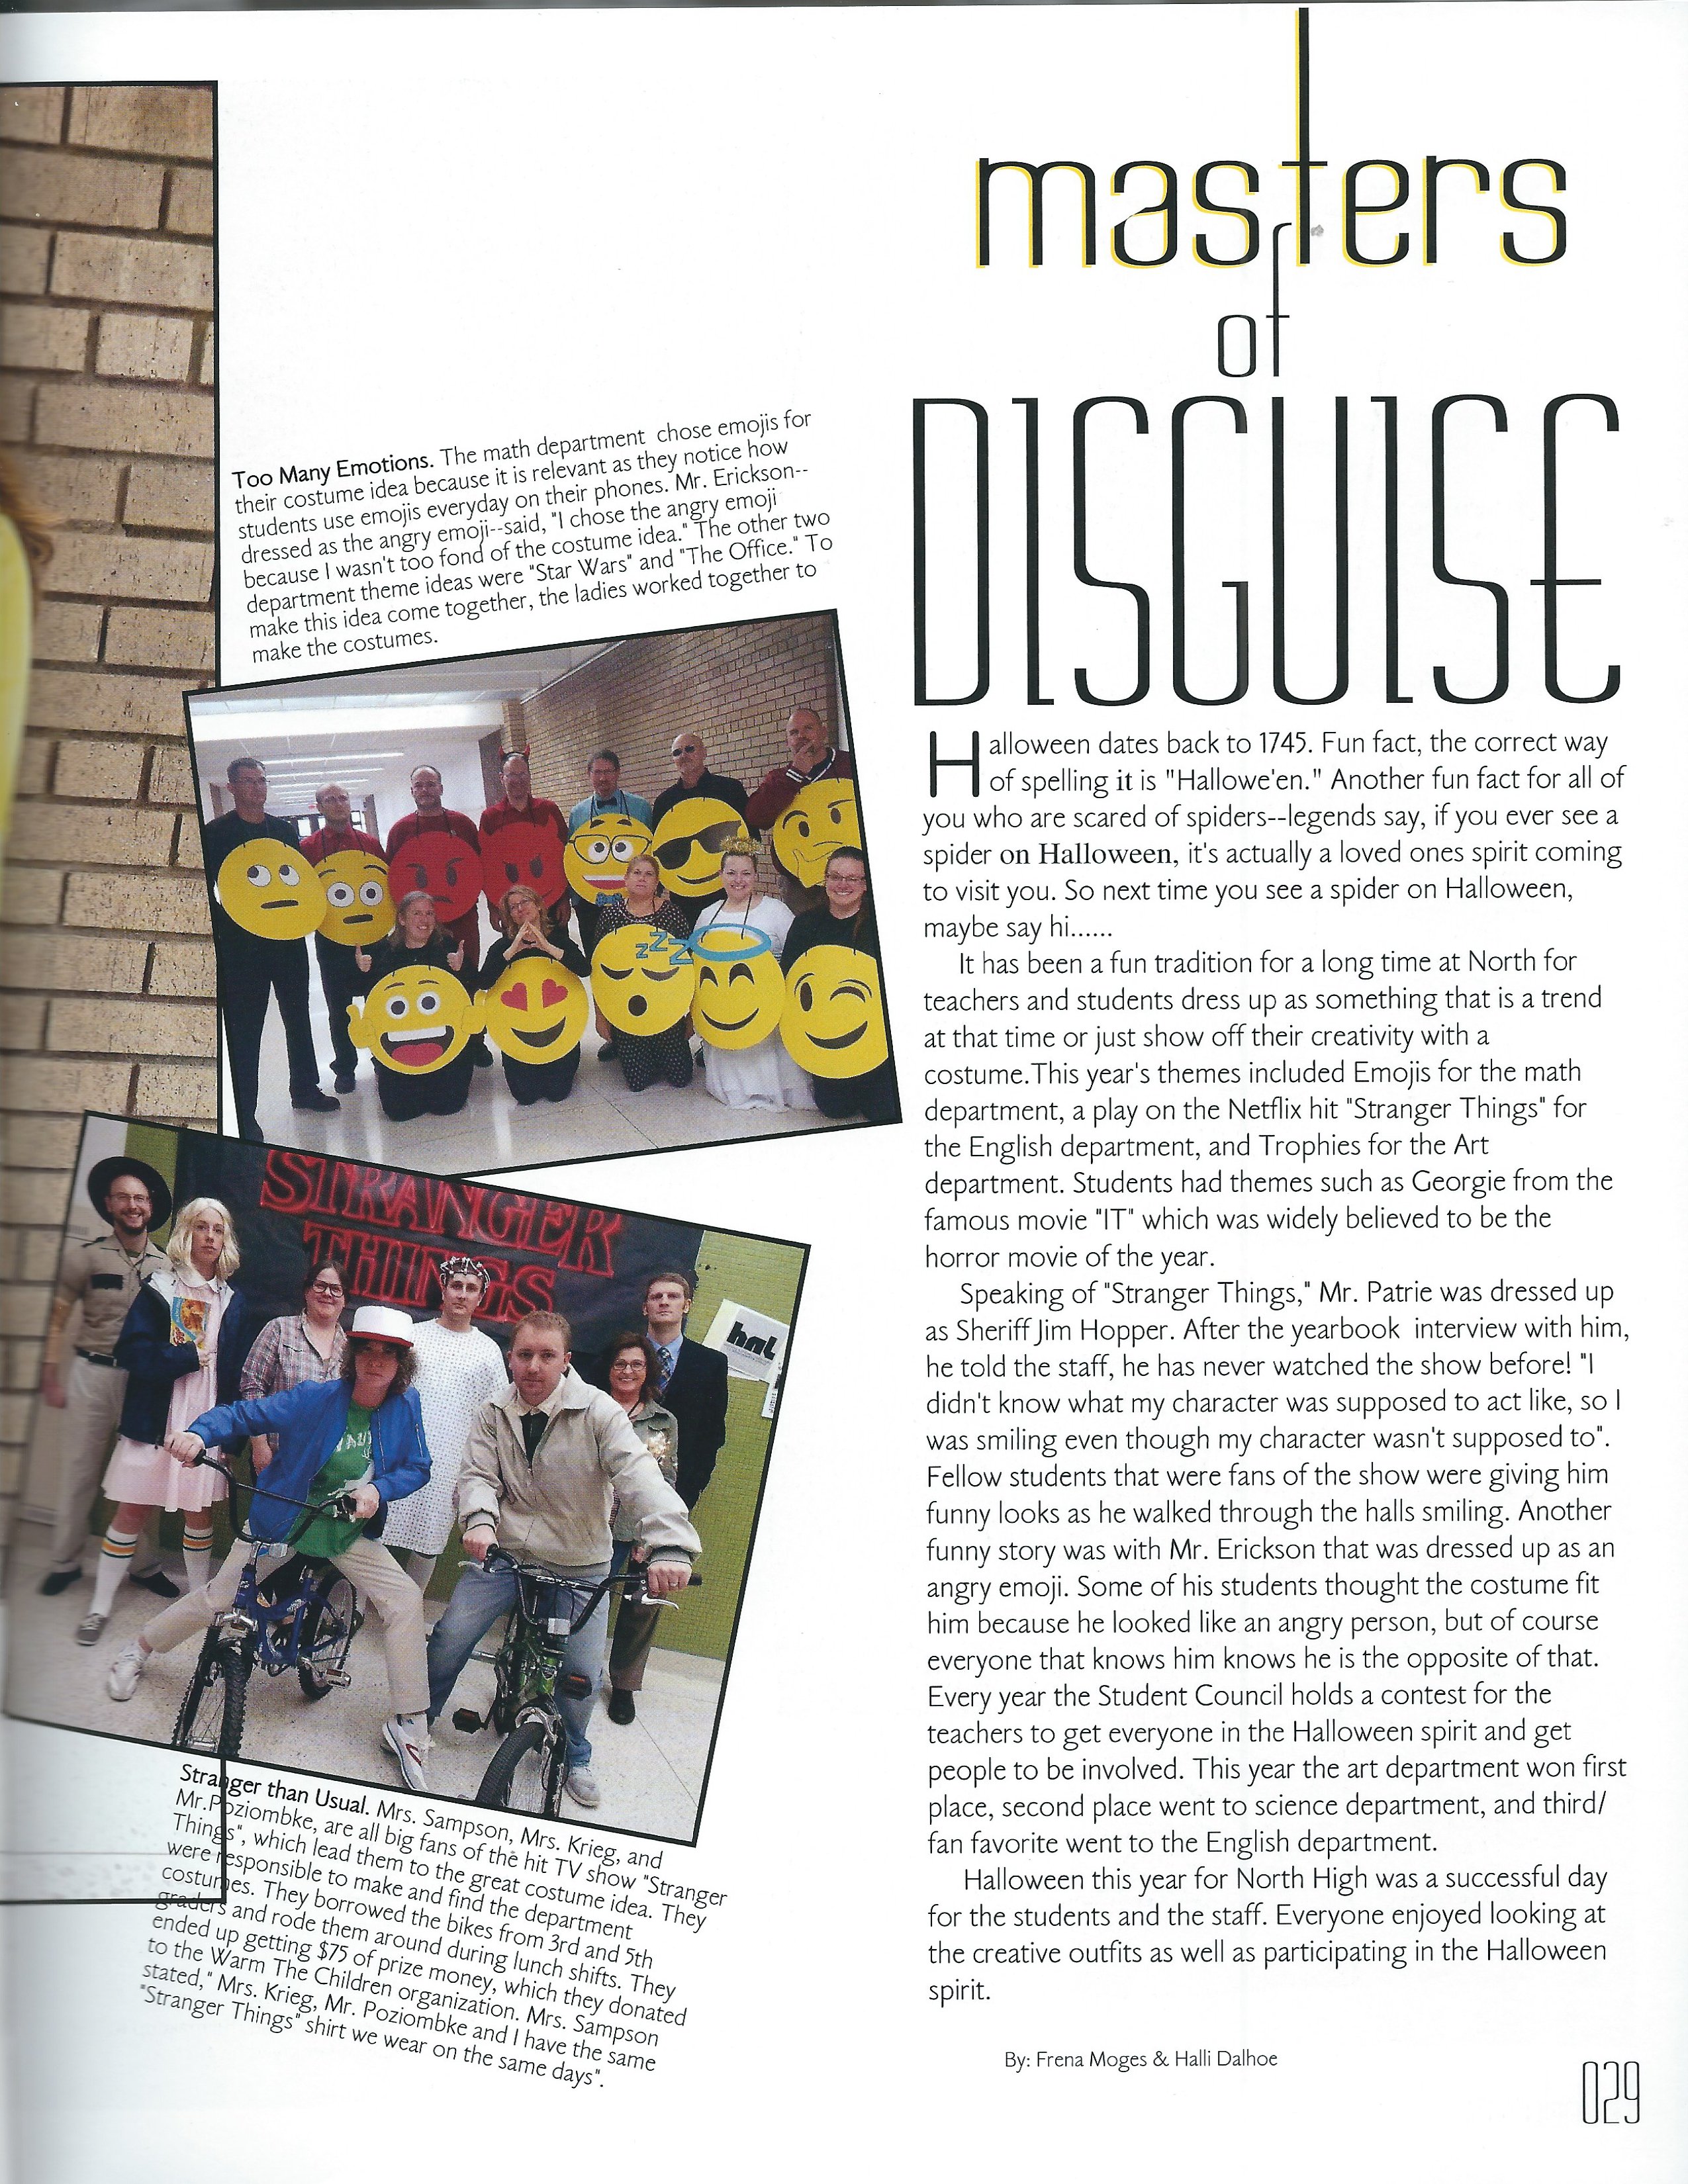 masters
of
DISGUISE
Too Many Emotions. The math department chose emojis for
their costume idea because it is relevant as they notice how
students use emojis everyday on their phones. Mr. Erickson--
dressed as the angry emoji--said, "I chose the angry emoji
because I wasn't too fond of the costume idea." The other two
department theme ideas were "Star Wars" and "The Office." To
make this idea come together, the ladies worked together to
make the costumes.
zzZ
STRANGER
THINGS
hal
Stranger than Usual. Mrs. Sampson, Mrs. Krieg, and
Mr.Poziombke, are all big fans of the hit TV show "Stranger
Things", which lead them to the great costume idea. They
were responsible to make and find the department
costumes. They borrowed the bikes from 3rd and 5th
graders and rode them around during lunch shifts. They
ended up getting $75 of prize money, which they donated
to the Warm The Children organization. Mrs. Sampson
stated," Mrs. Krieg, Mr. Poziombke and I have the same
"Stranger Things" shirt we wear on the same days".
Halloween dates back to 1745. Fun fact, the correct way
of spelling it is "Hallowe'en." Another fun fact for all of
you who are scared of spiders--legends say, if you ever see a
spider on Halloween, it's actually a loved ones spirit coming
to visit you. So next time you see a spider on Halloween,
maybe say hi......
It has been a fun tradition for a long time at North for
teachers and students dress up as something that is a trend
at that time or just show off their creativity with a
costume.This year's themes included Emojis for the math
department, a play on the Netflix hit "Stranger Things" for
the English department, and Trophies for the Art
department. Students had themes such as Georgie from the
famous movie "IT" which was widely believed to be the
horror movie of the year.
Speaking of "Stranger Things," Mr. Patrie was dressed up
as Sheriff Jim Hopper. After the yearbook interview with him,
he told the staff, he has never watched the show before! "I
didn't know what my character was supposed to act like, so I
was smiling even though my character wasn't supposed to".
Fellow students that were fans of the show were giving him
funny looks as he walked through the halls smiling. Another
funny story was with Mr. Erickson that was dressed up as an
angry emoji. Some of his students thought the costume fit
him because he looked like an angry person, but of course
everyone that knows him knows he is the opposite of that.
Every year the Student Council holds a contest for the
teachers to get everyone in the Halloween spirit and get
people to be involved. This year the art department won first
place, second place went to science department, and third/
fan favorite went to the English department.
Halloween this year for North High was a successful day
for the students and the staff. Everyone enjoyed looking at
the creative outfits as well as participating in the Halloween
spirit.
By: Frena Moges & Halli Dalhoe
029